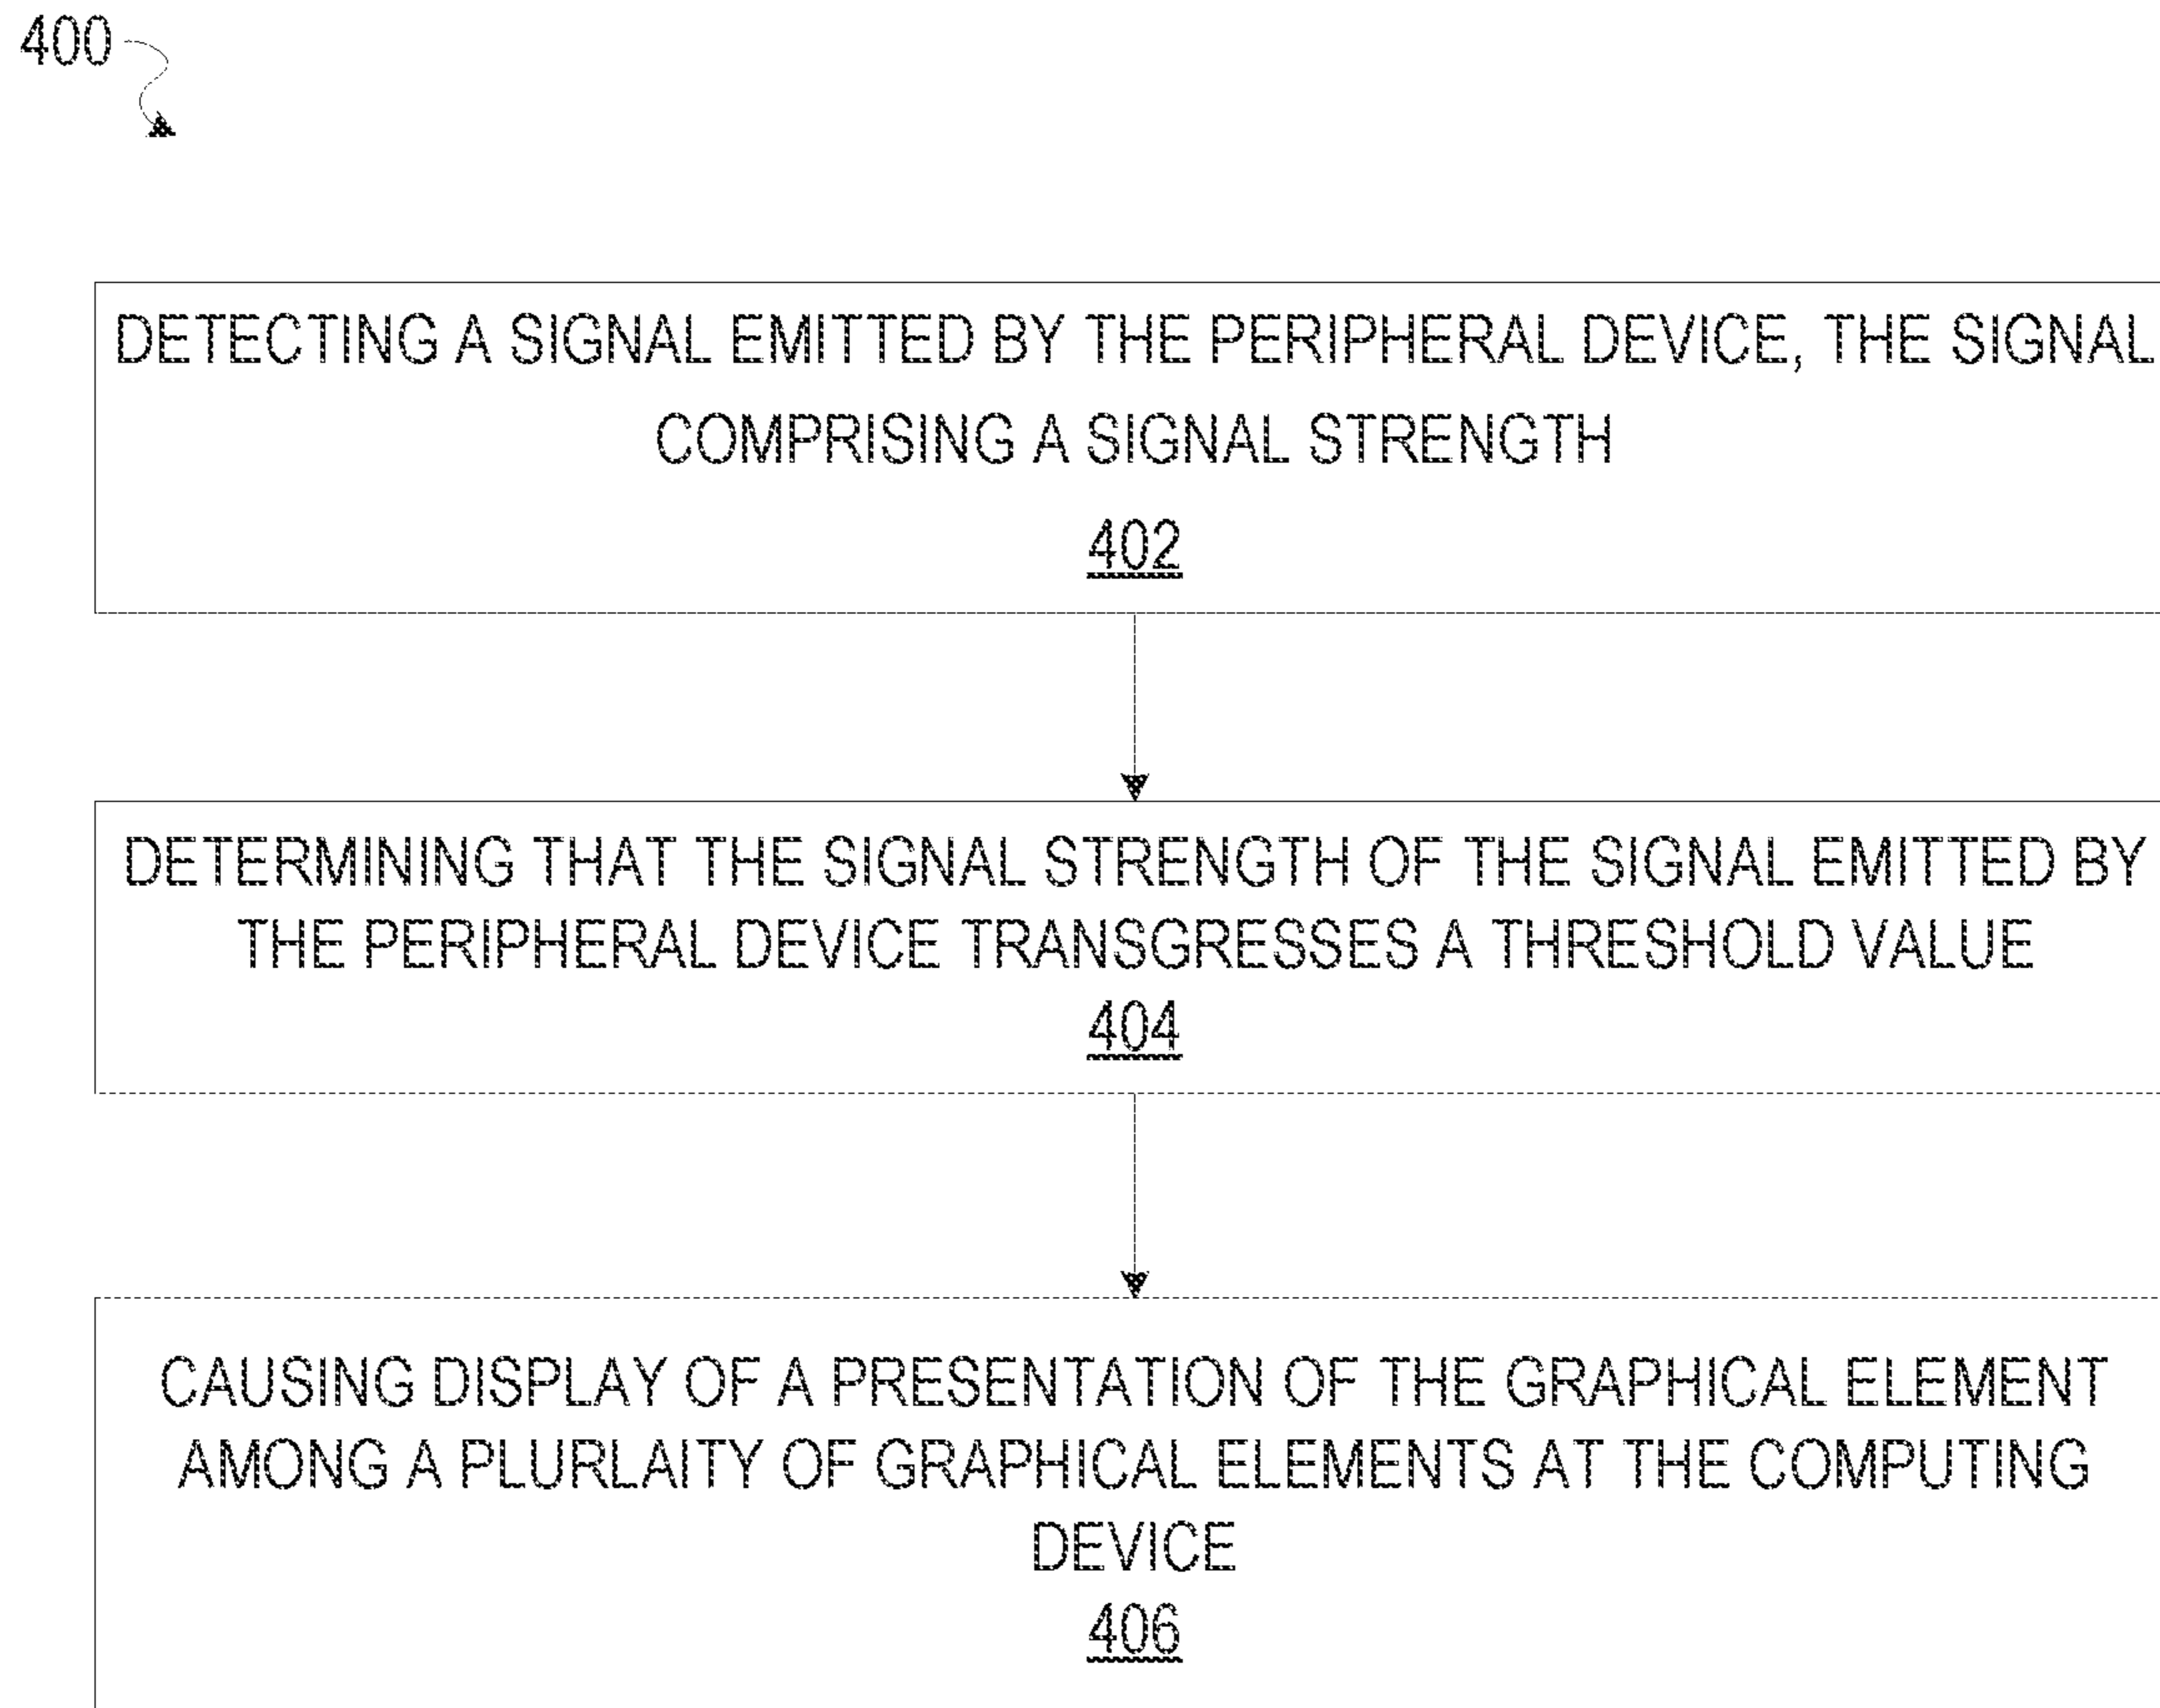 400
DETECTING A SIGNAL EMITTED BY THE PERIPHERAL DEVICE, THE SIGNAL
COMPRISING A SIGNAL STRENGTH
402
DETERMINING THAT THE SIGNAL STRENGTH OF THE SIGNAL EMITTED BY
THE PERIPHERAL DEVICE TRANSGRESSES A THRESHOLD VALUE
404
CAUSING DISPLAY OF A PRESENTATION OF THE GRAPHICAL ELEMENT
AMONG A PLURLAITY OF GRAPHICAL ELEMENTS AT THE COMPUTING
DEVICE
406